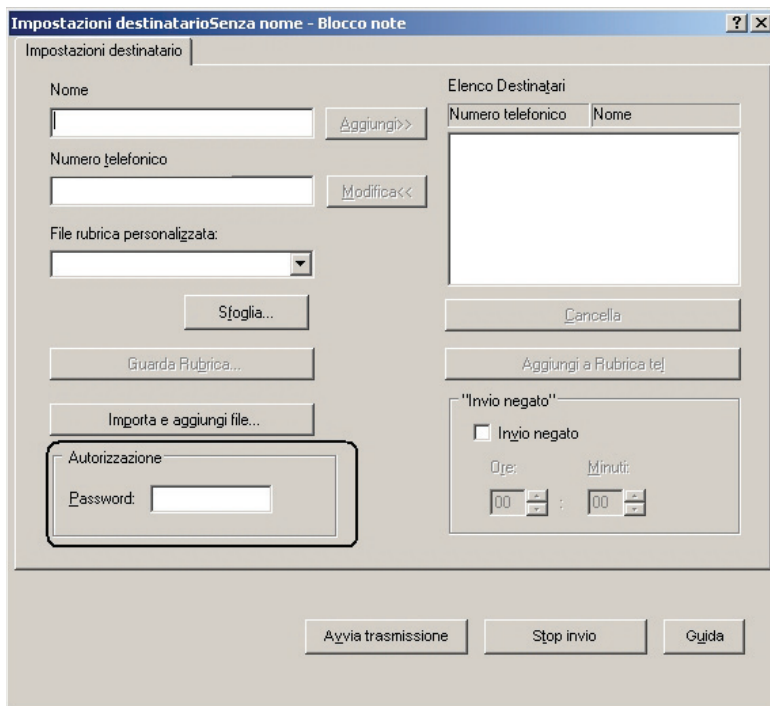 Impostazioni destinatarioSenza nome - Blocco note
Impostazioni destinatario
Nome
Aggiungi>>
Numero telefonico
Modifica<<
File rubrica personalizzata:
Sfoglia...
Guarda Rubrica...
Importa e aggiungi file...
Autorizzazione
Password:
Elenco Destinatari
Numero telefonico Nome
Cancella
Aggiungi a Rubrica tel
"Invio negato"
Invio negato
Ore: Minuti:
00 : 00
Avvia trasmissione Stop invio Guida